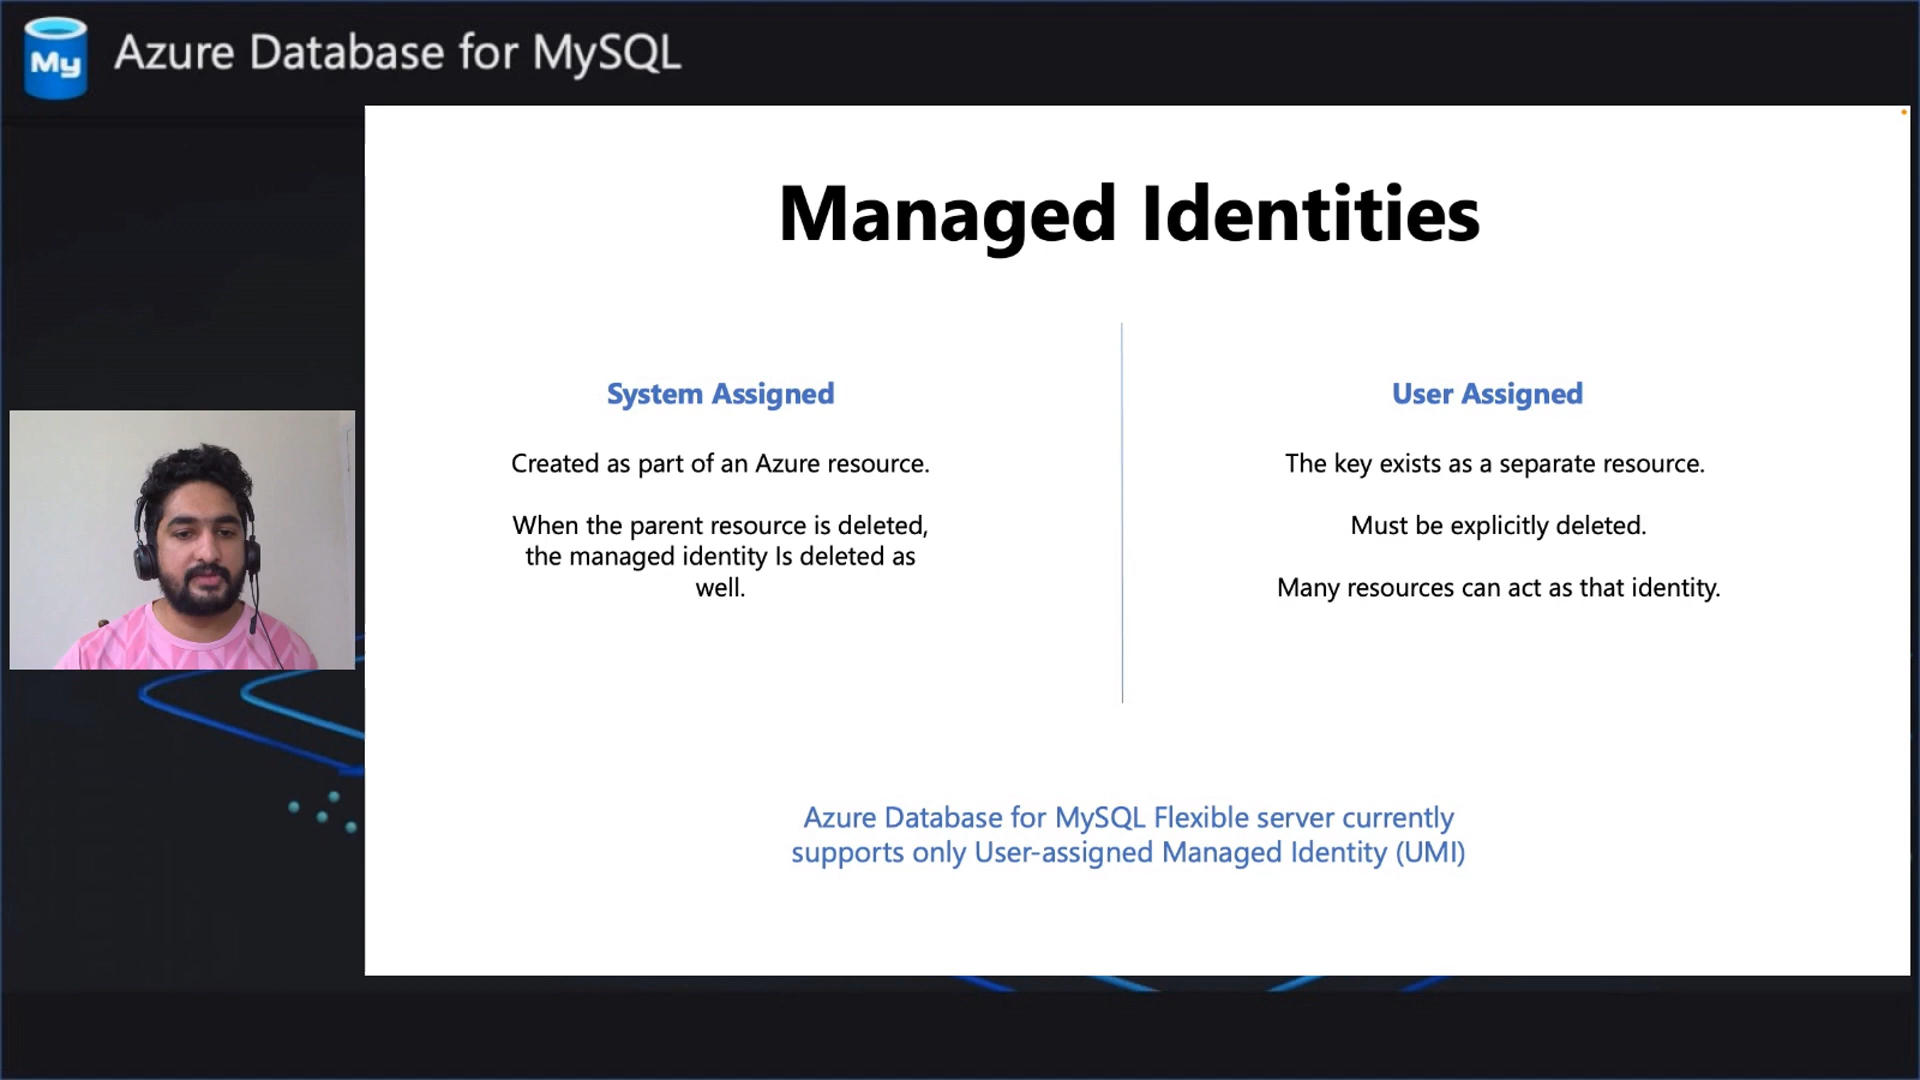 My
Azure Database for MySQL
Managed Identities
System Assigned
Created as part of an Azure resource.
When the parent resource is deleted,
the managed identity Is deleted as
well.
User Assigned
The key exists as a separate resource.
Must be explicitly deleted.
Many resources can act as that identity.
Azure Database for MySQL Flexible server currently
supports only User-assigned Managed Identity (UMI)